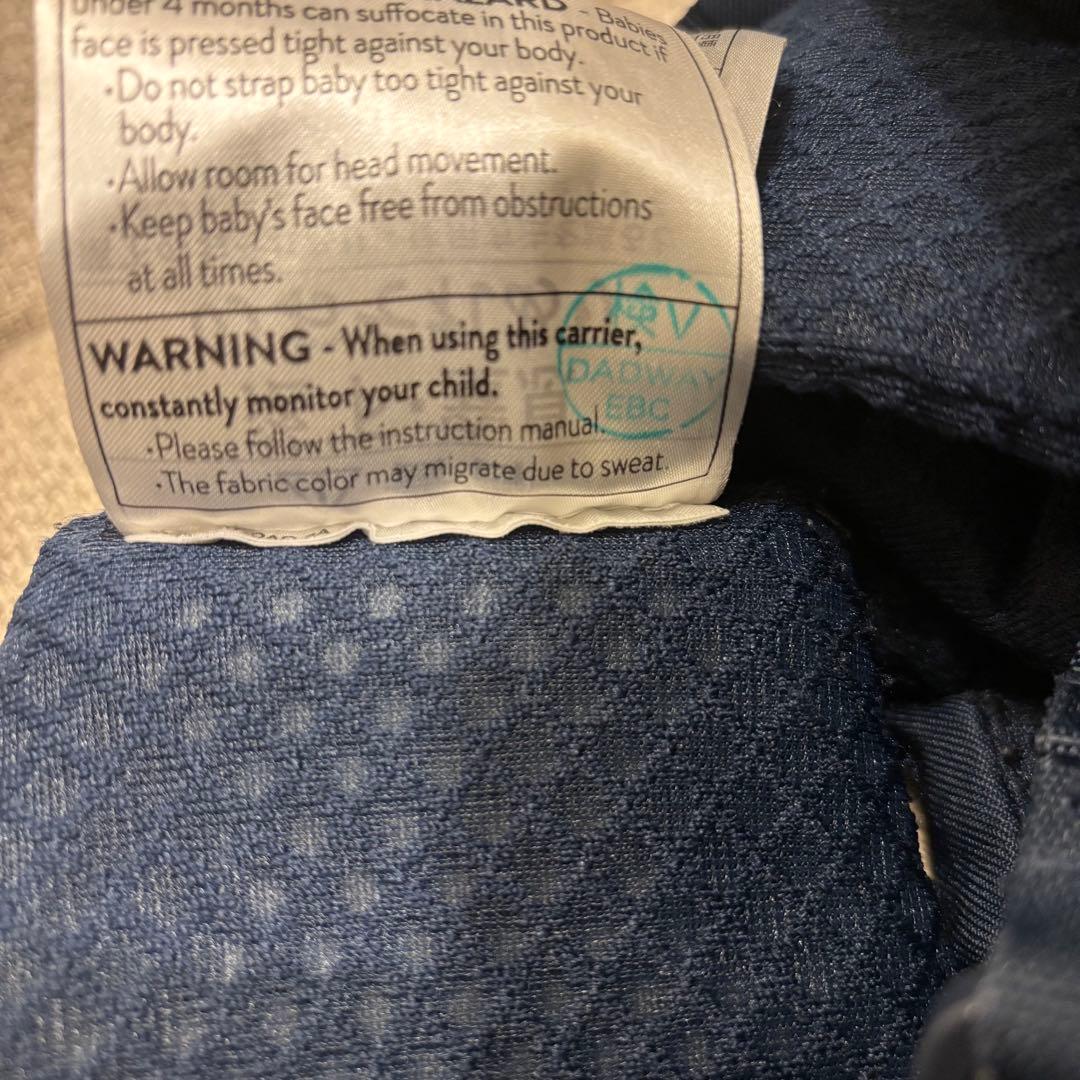 under 4 months can suffocate in this product if
HAZARD - Babies
face is pressed tight against your body.
·Do not strap baby too tight against your
body.
·Allow room for head movement.
·Keep baby's face free from obstructions
at all times.
WARNING - When using this carrier,
constantly monitor your child.
·Please follow the instruction manual.
·The fabric color may migrate due to sweat.
DADWAY
EBC